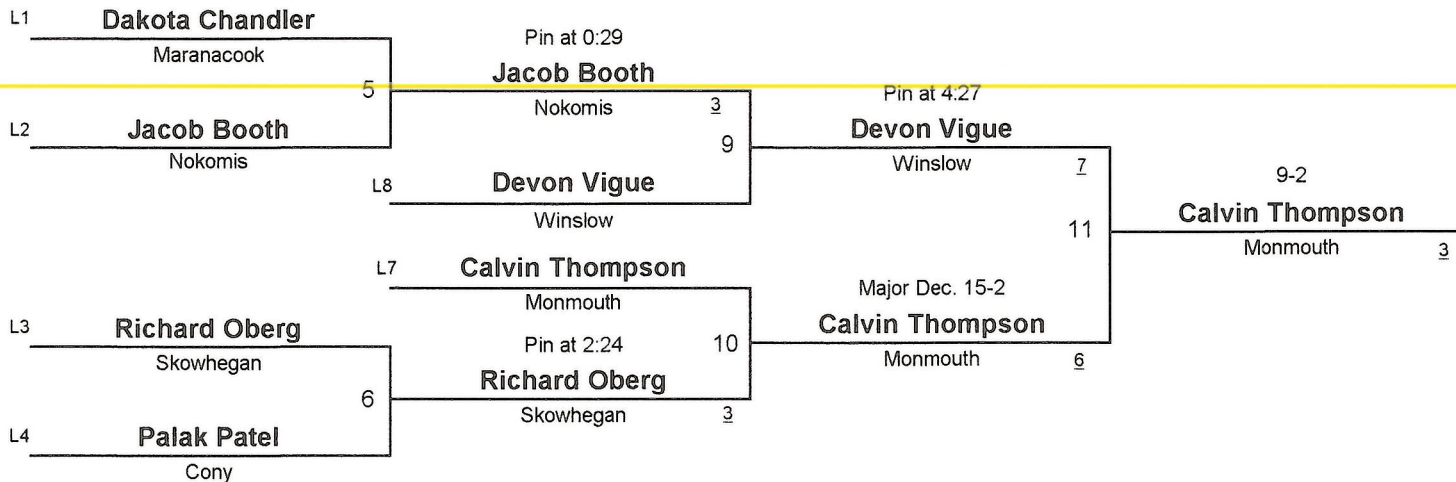 L1 Dakota Chandler
Maranacook
5
L2 Jacob Booth
Nokomis
Pin at 0:29
Jacob Booth
Nokomis 3
9
L8 Devon Vigue
Winslow
Pin at 4:27
Devon Vigue
Winslow 7
11
9-2
Calvin Thompson
Monmouth 3
L7 Calvin Thompson
Monmouth
10
Major Dec. 15-2
Calvin Thompson
Monmouth 6
L3 Richard Oberg
Skowhegan
6
Pin at 2:24
Richard Oberg
Skowhegan 3
L4 Palak Patel
Cony